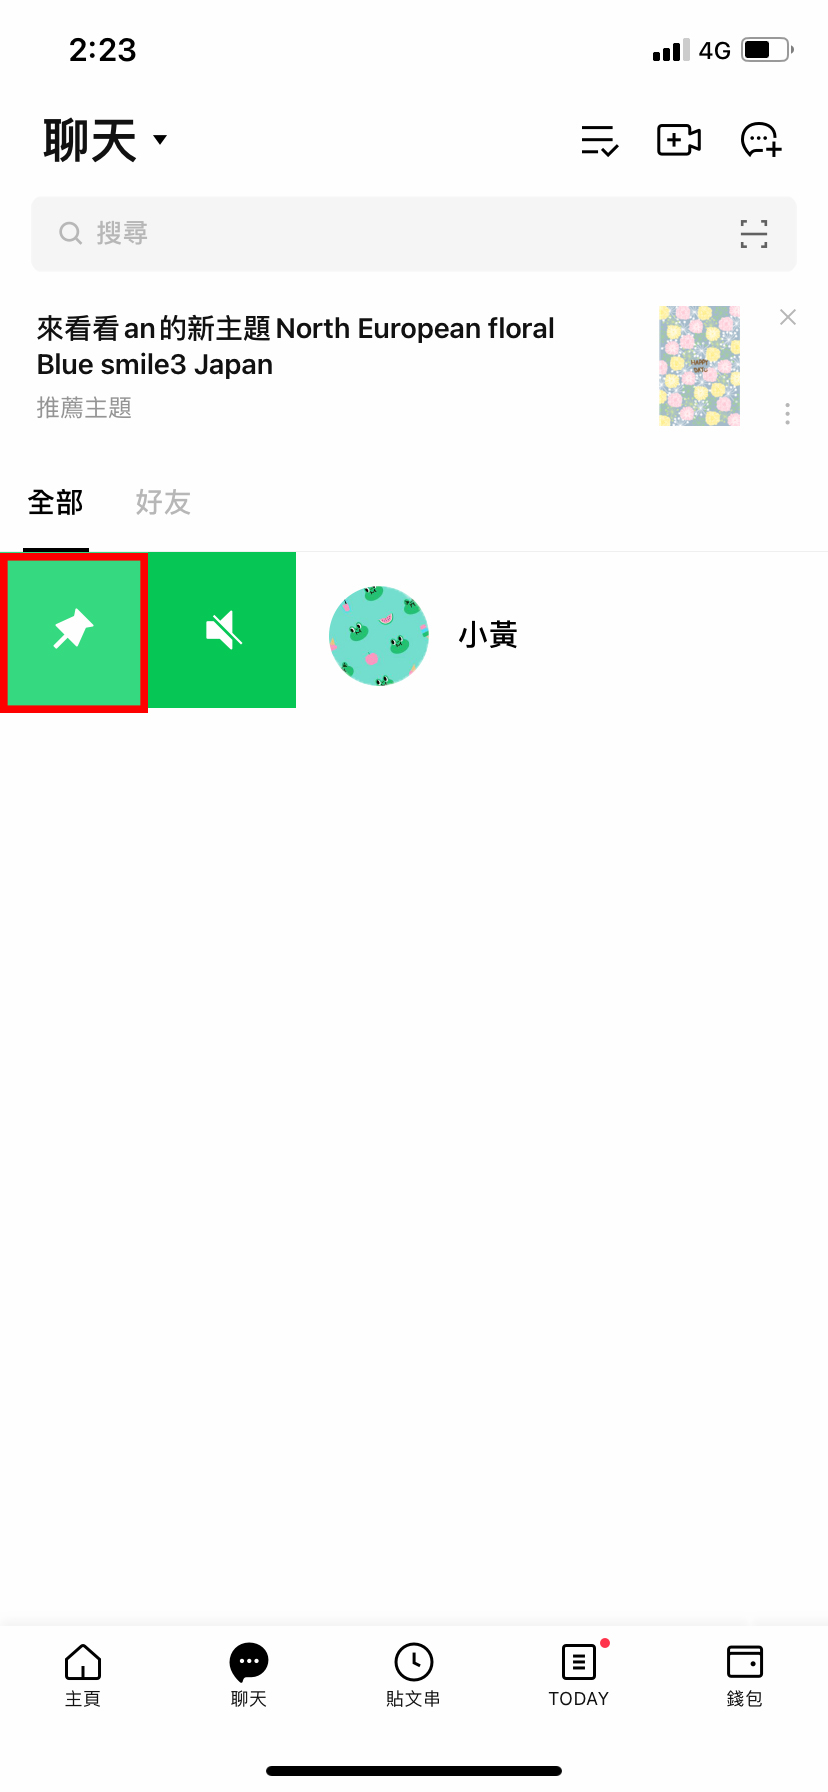 2:23
4G
聊天
搜尋
來看看an的新主題North European floral
Blue smile3 Japan
推薦主題
HAPPY
全部
好友
小黃
主頁
聊天
貼文串
TODAY
錢包